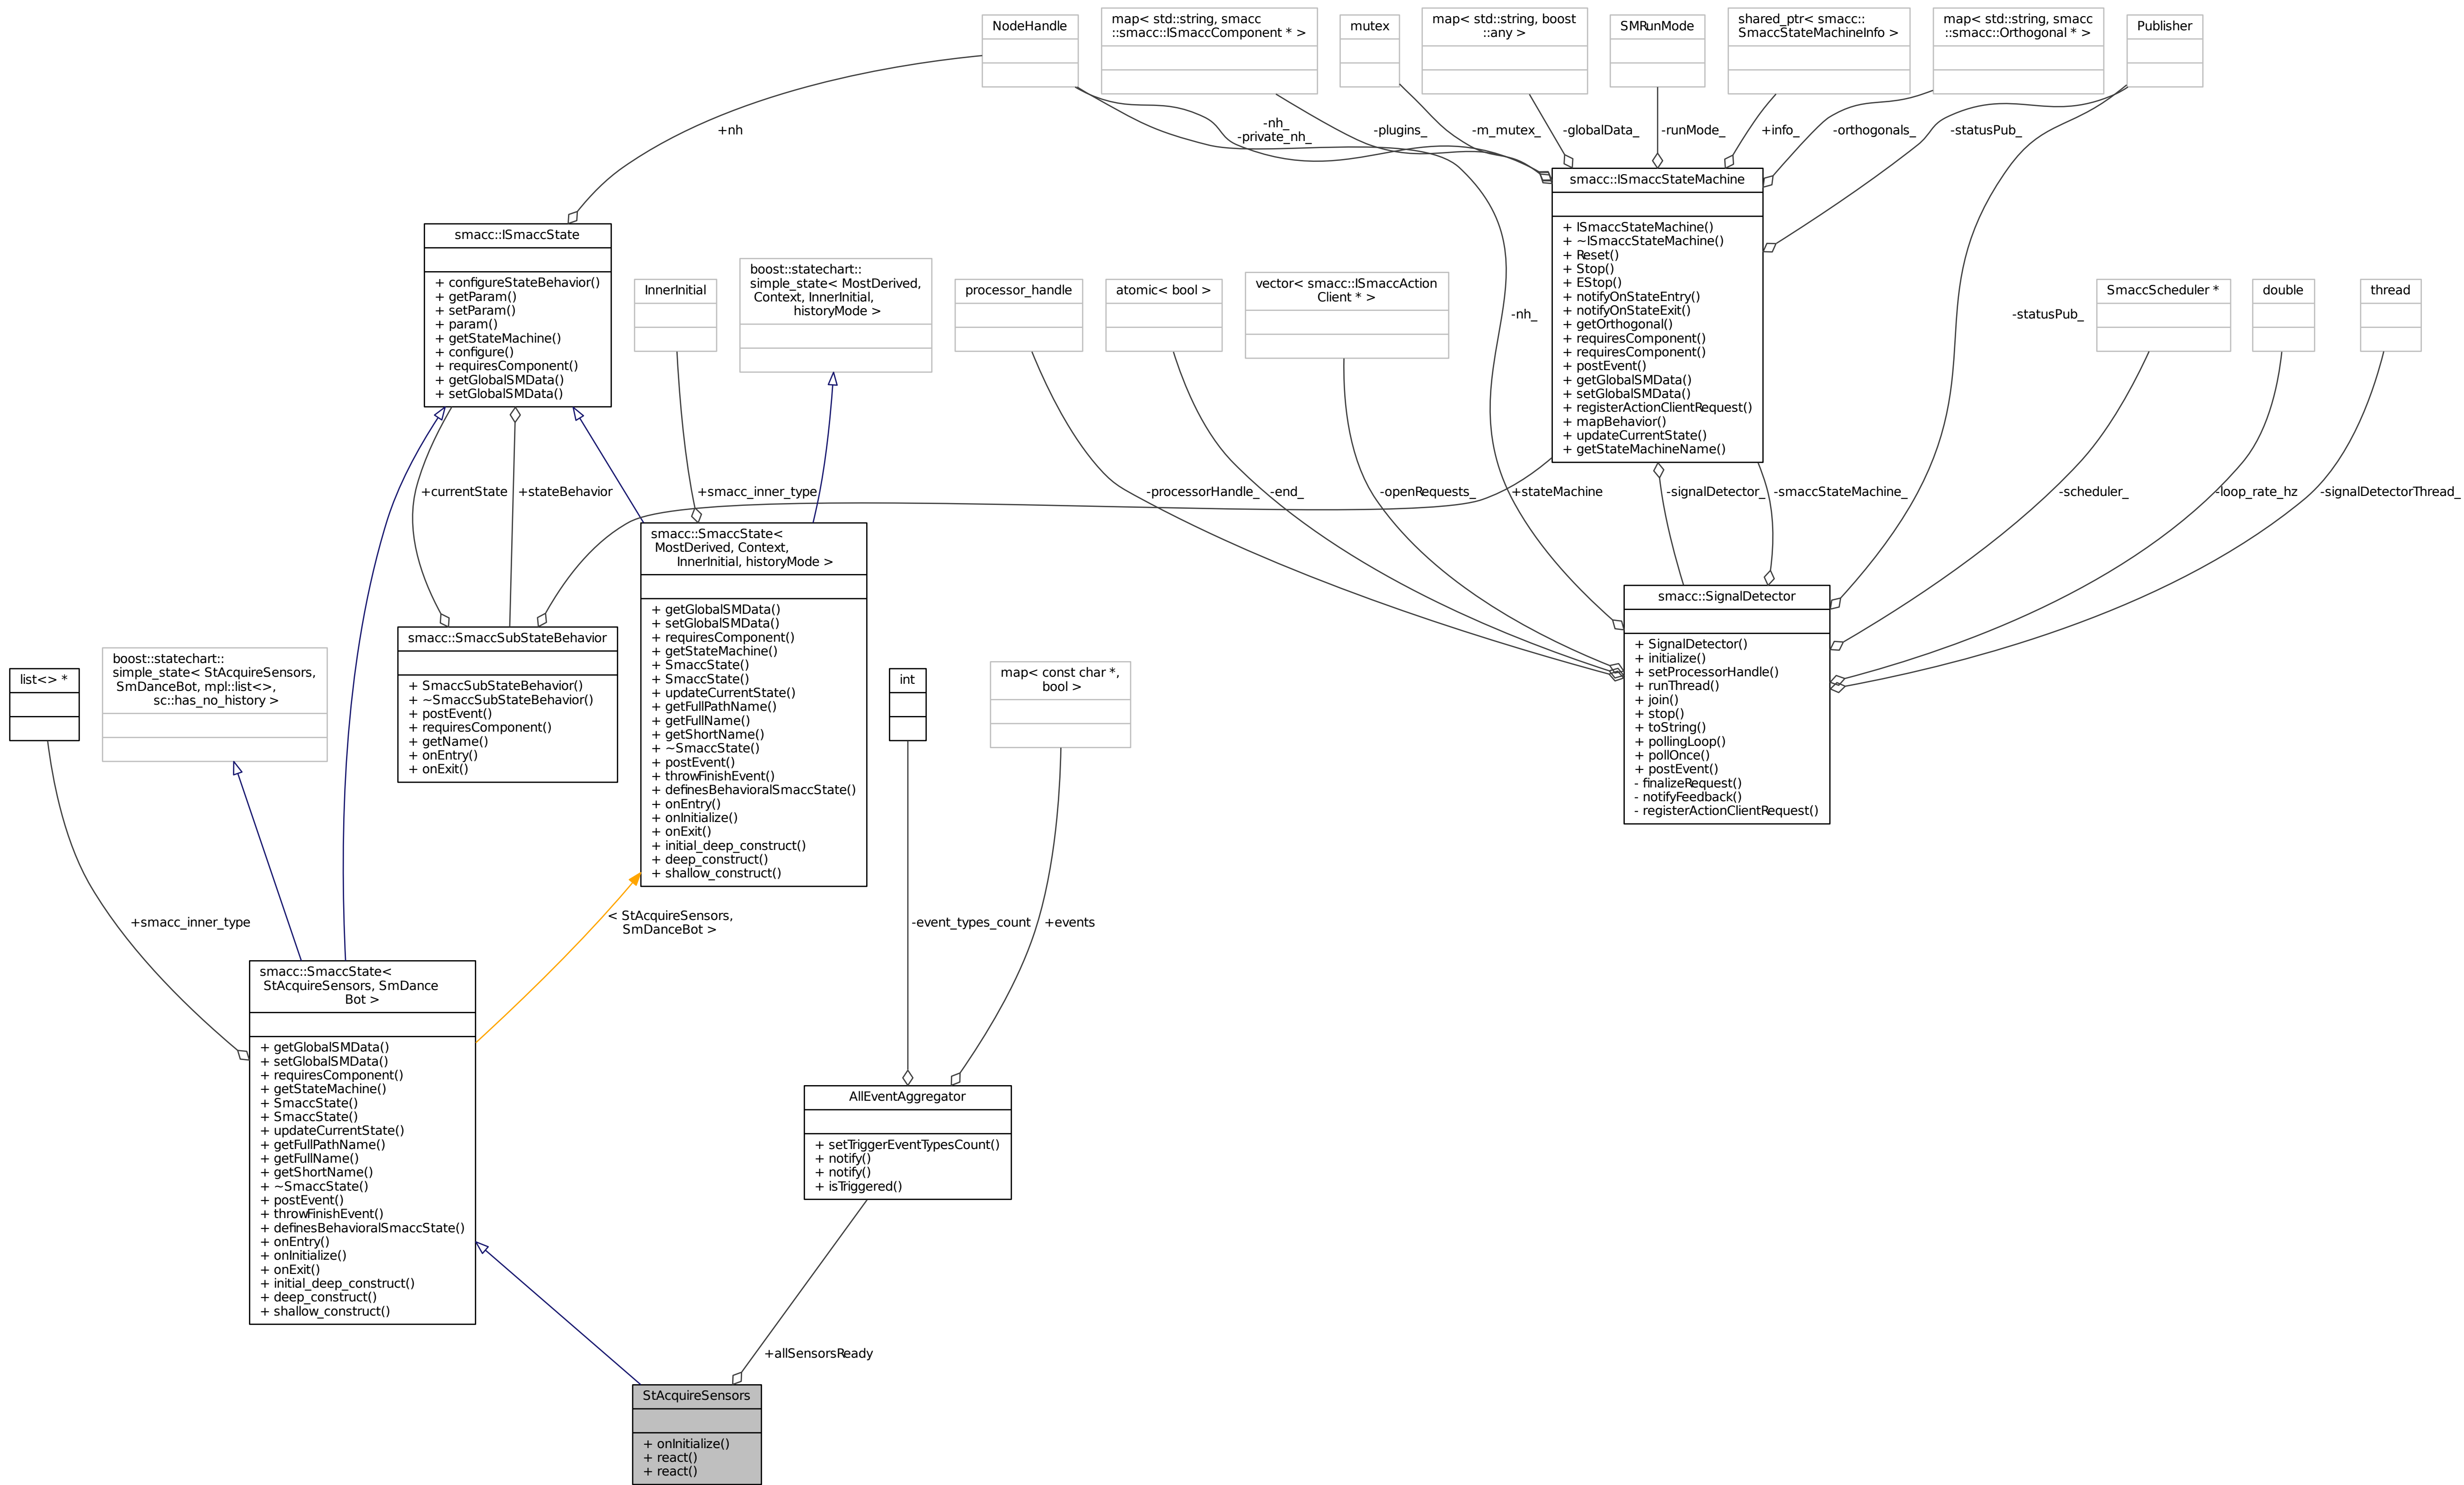 NodeHandle
map< std::string, smacc
::smacc::ISmaccComponent * >
mutex
map< std::string, boost
::any >
SMRunMode
shared_ptr< smacc::
SmaccStateMachineInfo >
map< std::string, smacc
::smacc::Orthogonal * >
Publisher
+nh
-nh_
-private_nh_
-plugins_
-m_mutex_
-globalData_
-runMode_
+info_
-orthogonals_
-statusPub_
smacc::ISmaccStateMachine
+ ISmaccStateMachine()
+ ~ISmaccStateMachine()
+ Reset()
+ Stop()
+ EStop()
+ notifyOnStateEntry()
+ notifyOnStateExit()
+ getOrthogonal()
+ requiresComponent()
+ requiresComponent()
+ postEvent()
+ getGlobalSMData()
+ setGlobalSMData()
+ registerActionClientRequest()
+ mapBehavior()
+ updateCurrentState()
+ getStateMachineName()
smacc::ISmaccState
+ configureStateBehavior()
+ getParam()
+ setParam()
+ param()
+ getStateMachine()
+ configure()
+ requiresComponent()
+ getGlobalSMData()
+ setGlobalSMData()
InnerInitial
boost::statechart::
simple_state< MostDerived,
Context, InnerInitial,
historyMode >
processor_handle
atomic< bool >
vector< smacc::ISmaccAction
Client * >
-nh_
-statusPub_
SmaccScheduler *
double
thread
+currentState
+stateBehavior
+smacc_inner_type
-processorHandle_
-end_
-openRequests_
+stateMachine
-signalDetector_
-smaccStateMachine_
-scheduler_
-loop_rate_hz
-signalDetectorThread_
smacc::SmaccState<
MostDerived, Context,
InnerInitial, historyMode >
+ getGlobalSMData()
+ setGlobalSMData()
+ requiresComponent()
+ getStateMachine()
+ SmaccState()
+ SmaccState()
+ updateCurrentState()
+ getFullPathName()
+ getFullName()
+ getShortName()
+ ~SmaccState()
+ postEvent()
+ throwFinishEvent()
+ definesBehavioralSmaccState()
+ onEntry()
+ onInitialize()
+ onExit()
+ initial_deep_construct()
+ deep_construct()
+ shallow_construct()
smacc::SignalDetector
+ SignalDetector()
+ initialize()
+ setProcessorHandle()
+ runThread()
+ join()
+ stop()
+ toString()
+ pollingLoop()
+ pollOnce()
+ postEvent()
- finalizeRequest()
- notifyFeedback()
- registerActionClientRequest()
smacc::SmaccSubStateBehavior
+ SmaccSubStateBehavior()
+ ~SmaccSubStateBehavior()
+ postEvent()
+ requiresComponent()
+ getName()
+ onEntry()
+ onExit()
list<> *
boost::statechart::
simple_state< StAcquireSensors,
SmDanceBot, mpl::list<>,
sc::has_no_history >
int
map< const char *,
bool >
+smacc_inner_type
< StAcquireSensors,
SmDanceBot >
-event_types_count
+events
smacc::SmaccState<
StAcquireSensors, SmDance
Bot >
+ getGlobalSMData()
+ setGlobalSMData()
+ requiresComponent()
+ getStateMachine()
+ SmaccState()
+ SmaccState()
+ updateCurrentState()
+ getFullPathName()
+ getFullName()
+ getShortName()
+ ~SmaccState()
+ postEvent()
+ throwFinishEvent()
+ definesBehavioralSmaccState()
+ onEntry()
+ onInitialize()
+ onExit()
+ initial_deep_construct()
+ deep_construct()
+ shallow_construct()
AllEventAggregator
+ setTriggerEventTypesCount()
+ notify()
+ notify()
+ isTriggered()
+allSensorsReady
StAcquireSensors
+ onInitialize()
+ react()
+ react()